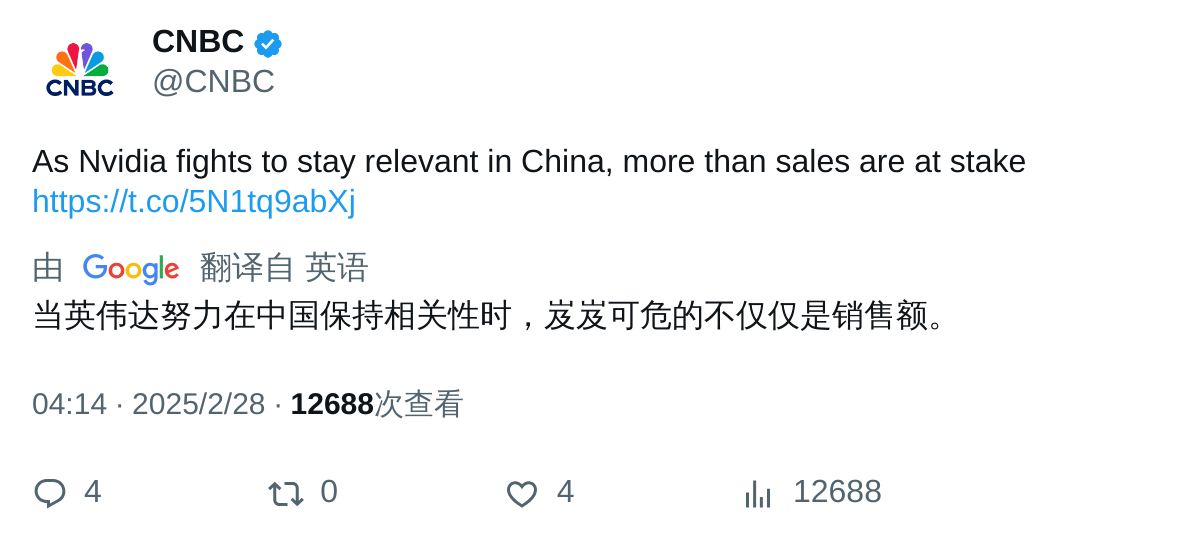 CNBC
CNBC
@CNBC
As Nvidia fights to stay relevant in China, more than sales are at stake
https://t.co/5N1tq9abXj
由 Google 翻译自 英语
当英伟达努力在中国保持相关性时，岌岌可危的不仅仅是销售额。
04:14 · 2025/2/28 · 12688次查看
4 0 4 12688